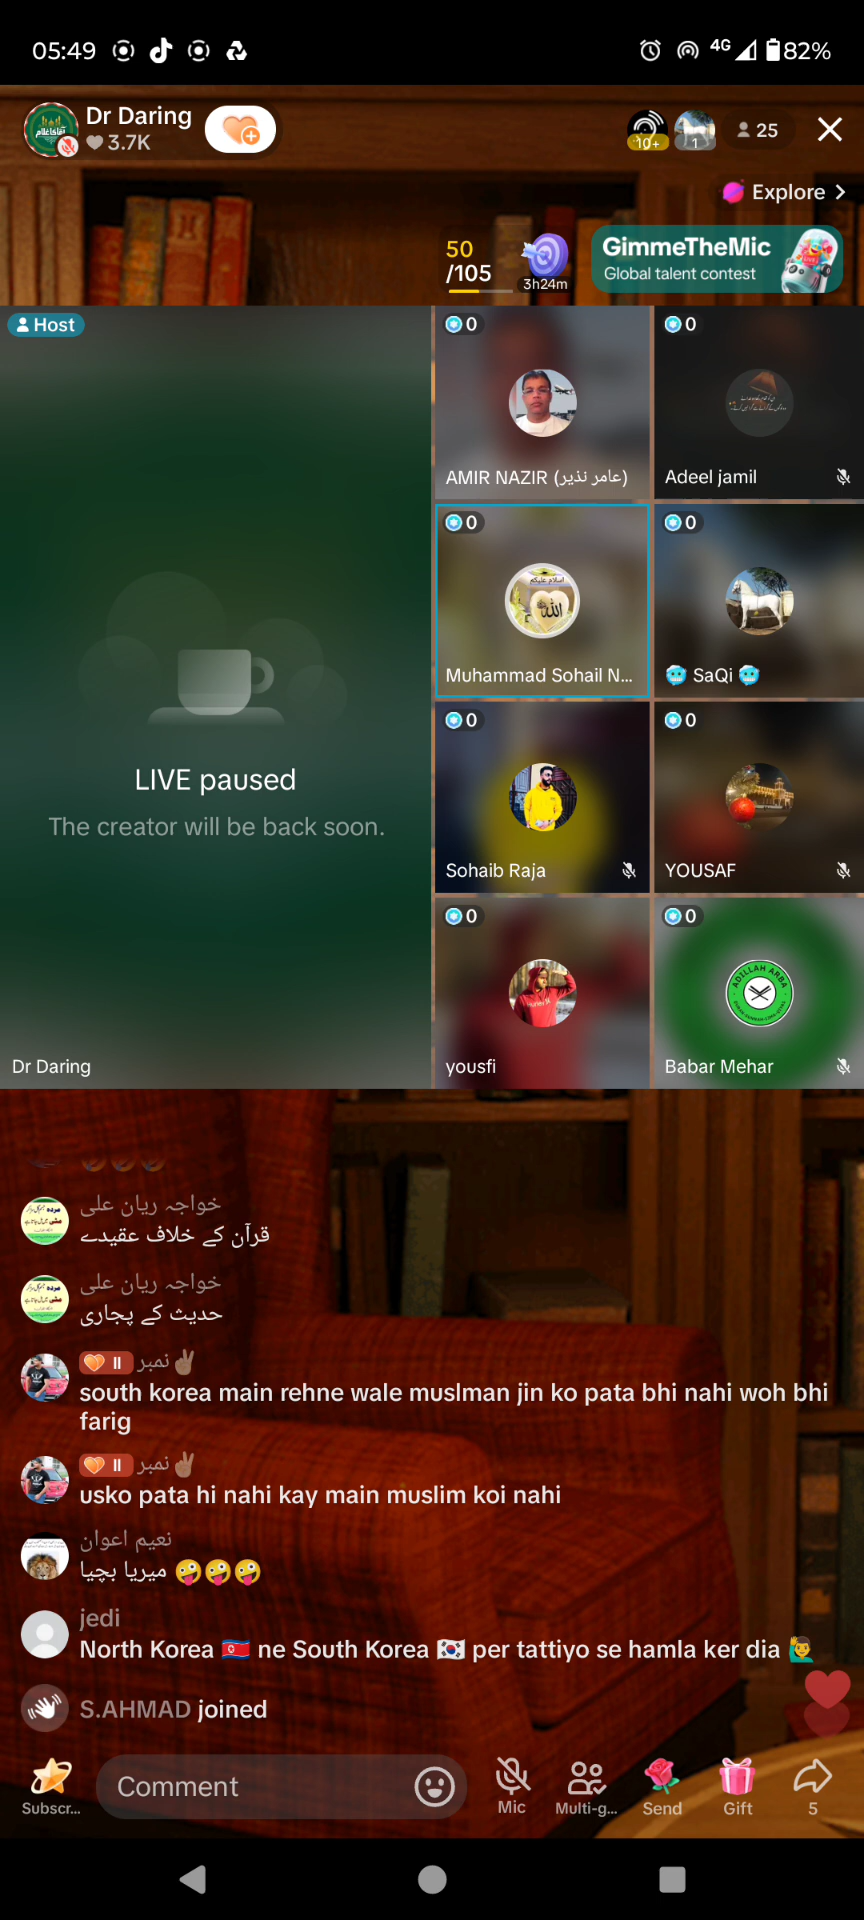 05:49
4G
82%
Dr Daring
3.7K
10+
1
25
Explore
50
/105
3h24m
GimmeTheMic
Global talent contest
Host
0
0
AMIR NAZIR (عامر نذیر)
Adeel jamil
0
0
Muhammad Sohail N...
🥶 SaQi 🥶
0
0
Sohaib Raja
YOUSAF
0
0
ADILLAH ARBA
yousfi
Babar Mehar
LIVE paused
The creator will be back soon.
Dr Daring
خواجہ ریان علی
قرآن کے خلاف عقیدے
خواجہ ریان علی
حدیث کے پجاری
II نمبر ✌🏽
south korea main rehne wale muslman jin ko pata bhi nahi woh bhi
farig
II نمبر ✌🏽
usko pata hi nahi kay main muslim koi nahi
نعیم اعوان
میریا بچیا 🤪🤪🤪
jedi
North Korea 🇰🇵 ne South Korea 🇰🇷 per tattiyo se hamla ker dia 🙋‍♂️
S.AHMAD joined
Comment
Subscr...
Mic
Multi-g...
Send
Gift
5